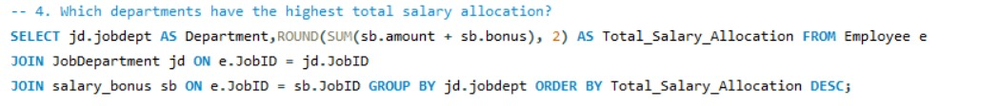 -- 4. Which departments have the highest total salary allocation?
SELECT jd.jobdept AS Department,ROUND(SUM(sb.amount + sb.bonus), 2) AS Total_Salary_Allocation FROM Employee e
JOIN JobDepartment jd ON e.JobID = jd.JobID
JOIN salary_bonus sb ON e.JobID = sb.JobID GROUP BY jd.jobdept ORDER BY Total_Salary_Allocation DESC;